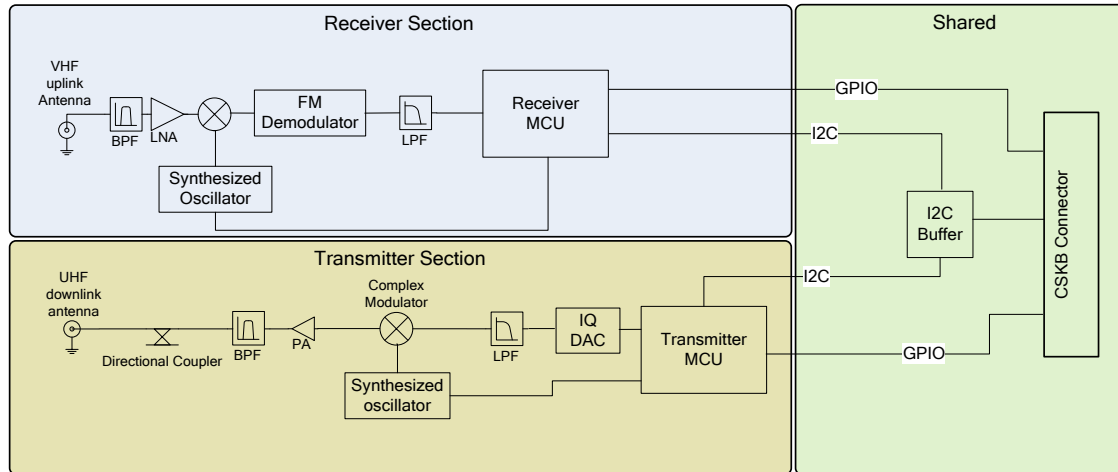 Receiver Section
Shared
VHF
uplink
Antenna
BPF
LNA
FM
Demodulator
LPF
Receiver
MCU
Synthesized
Oscillator
GPIO
I2C
I2C
Buffer
CSKB Connector
Transmitter Section
UHF
downlink
antenna
Directional Coupler
BPF
PA
Complex
Modulator
LPF
IQ
DAC
Transmitter
MCU
Synthesized
oscillator
I2C
GPIO